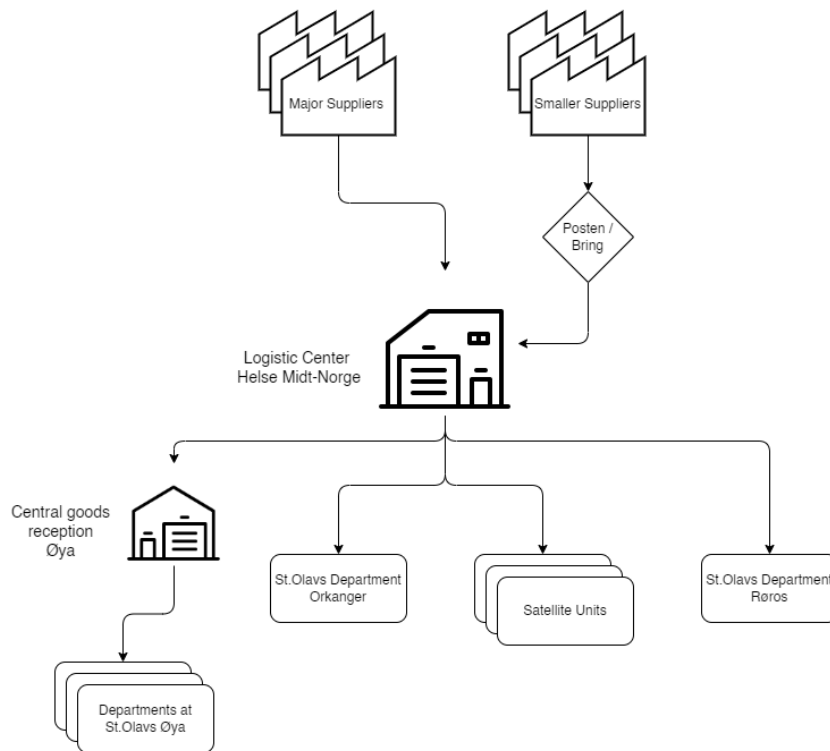 Major Suppliers
Smaller Suppliers
Posten /
Bring
Logistic Center
Helse Midt-Norge
Central goods
reception
Øya
St.Olavs Department
Orkanger
Satellite Units
St.Olavs Department
Røros
Departments at
St.Olavs Øya